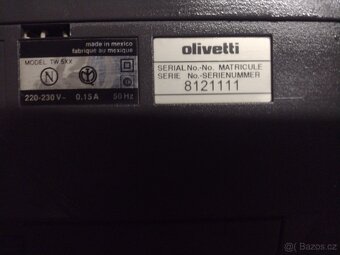 made in mexico
fabrique au mexique
MODEL TW 5XX
N
220-230 V~ 0.15 A 50 Hz
olivetti
SERIAL No.-No. MATRICULE
SERIE No.-SERIENUMMER
8121111
Bazos.cz